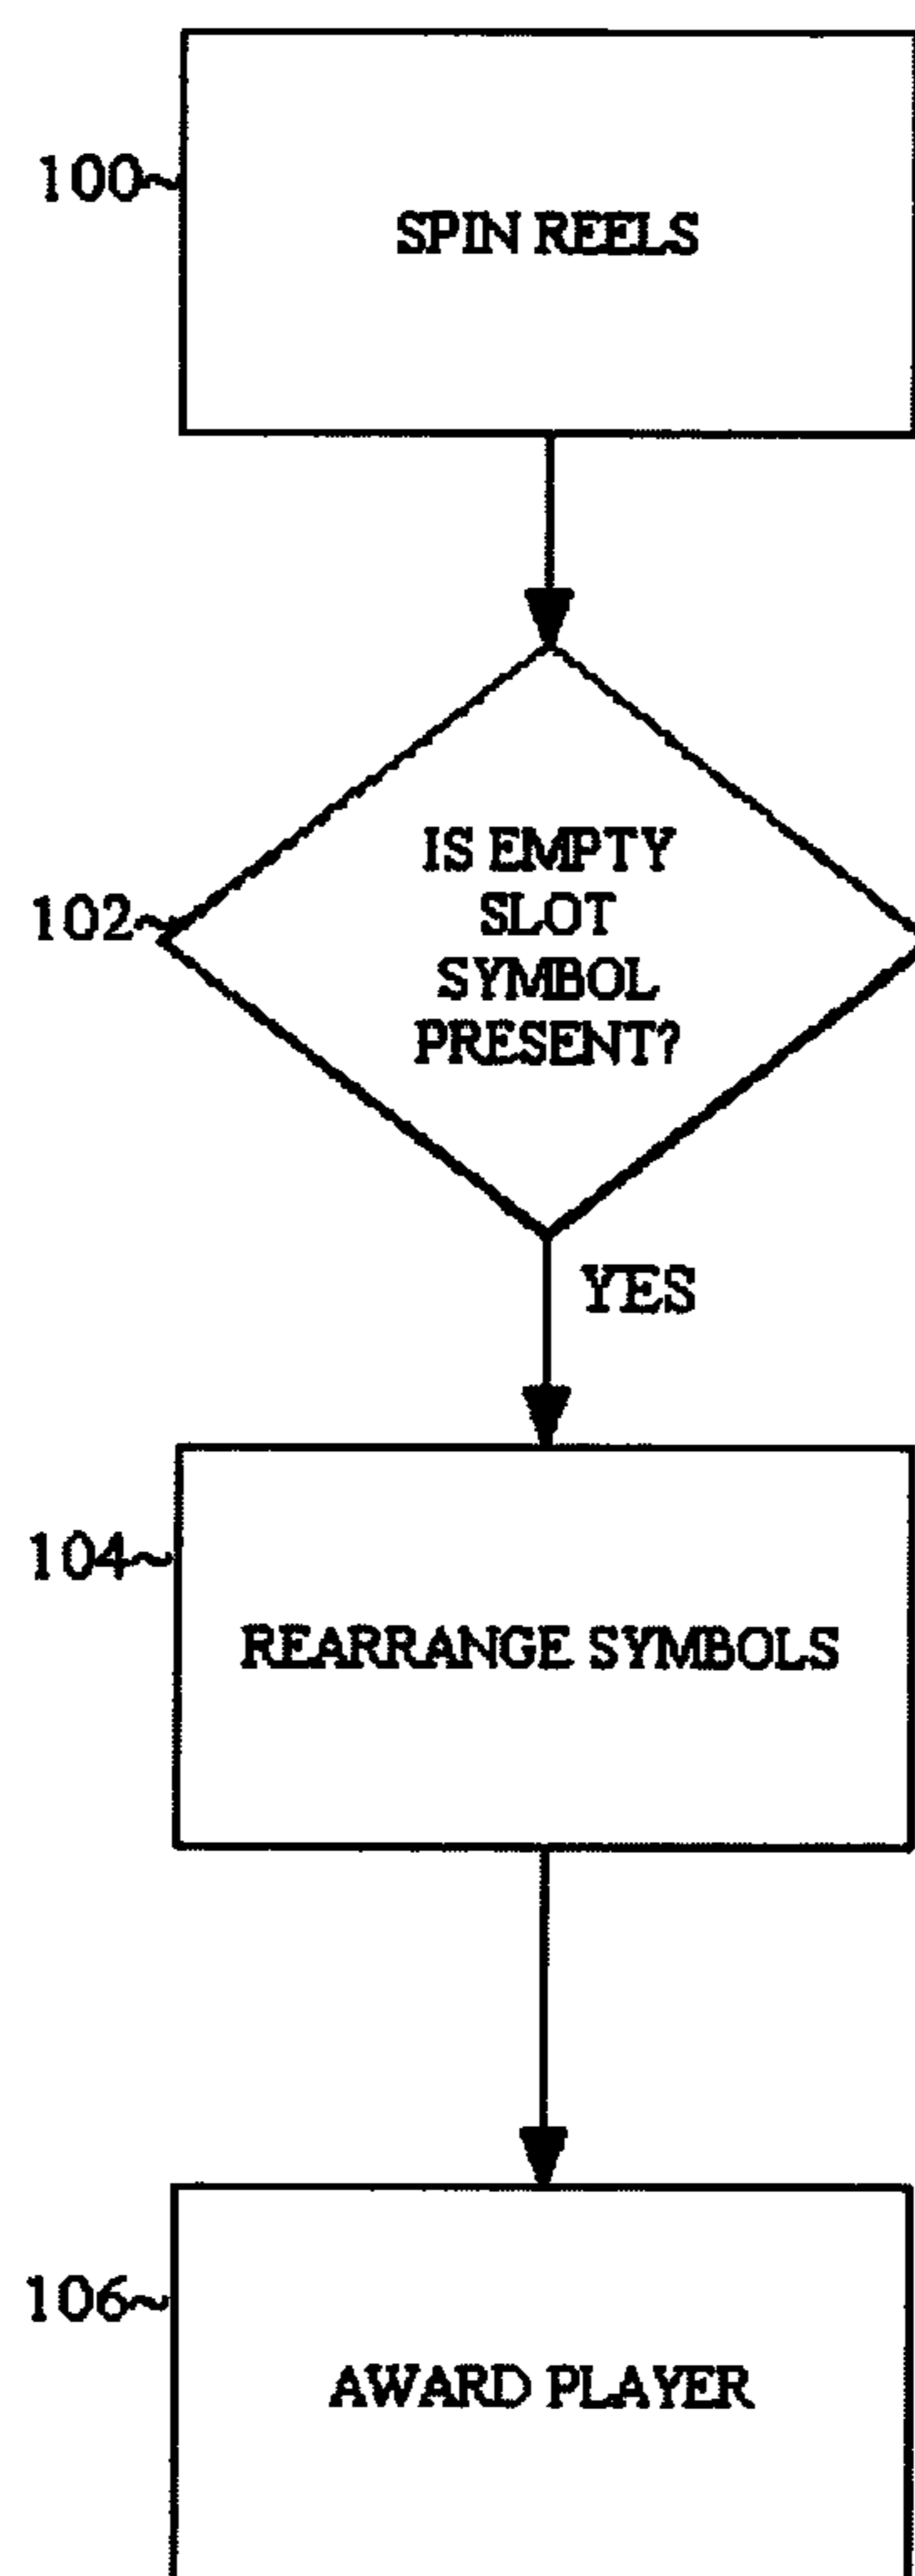 100~
SPIN REELS
102~
IS EMPTY
SLOT
SYMBOL
PRESENT?
YES
104~
REARRANGE SYMBOLS
106~
AWARD PLAYER